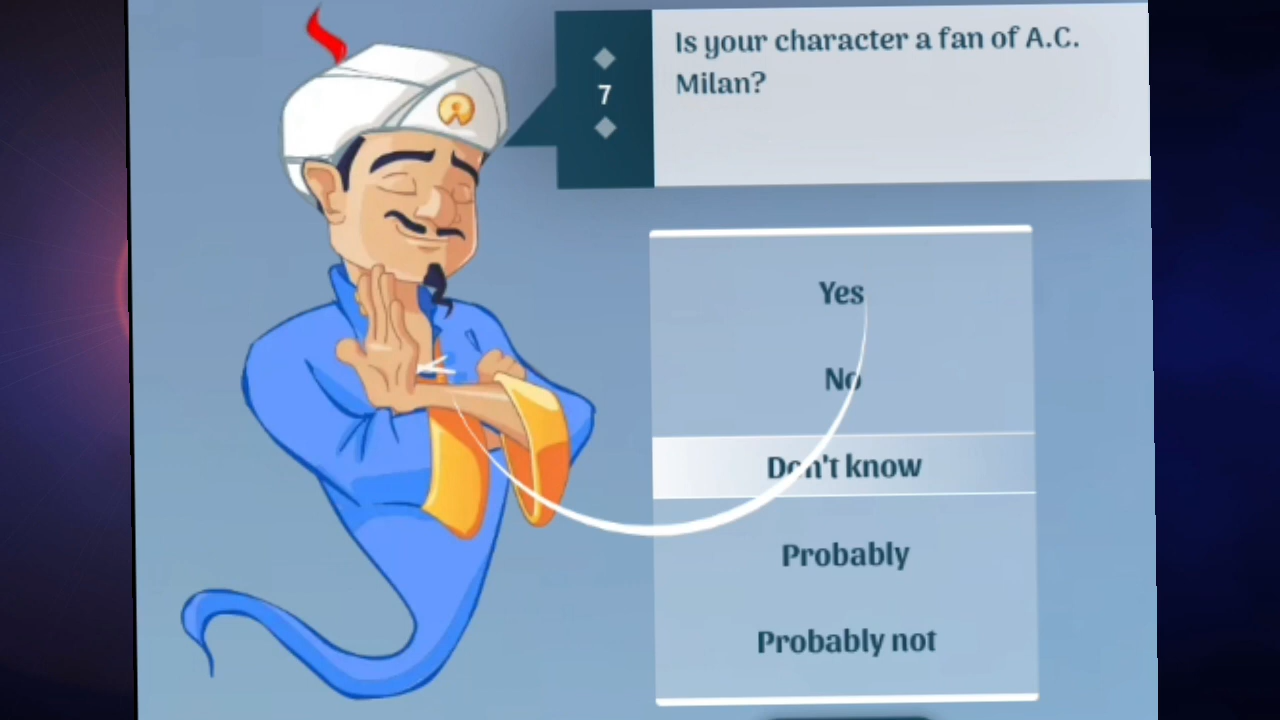 7
Is your character a fan of A.C.
Milan?
Yes
No
Don't know
Probably
Probably not